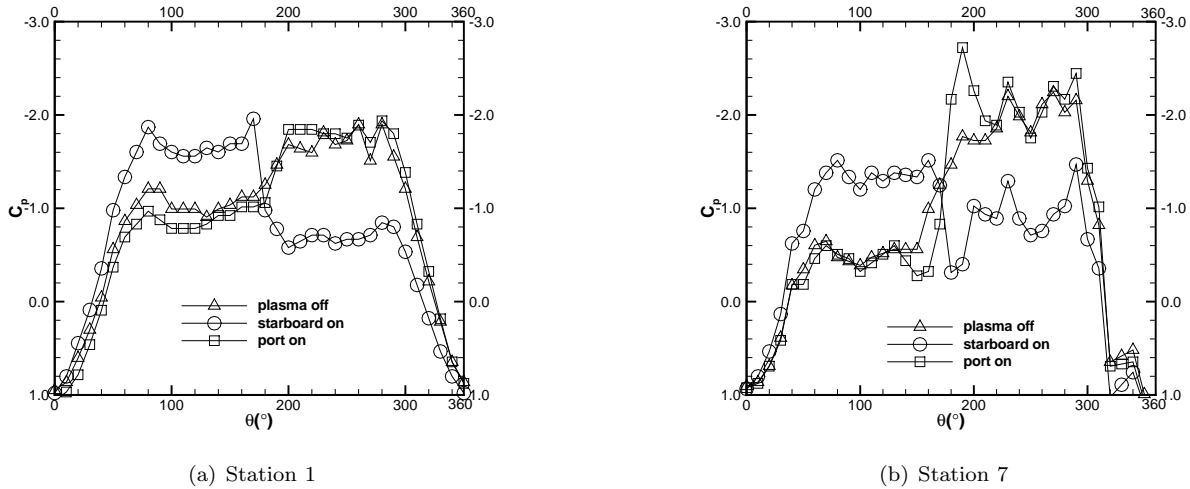 0 100 200 300 360
-3.0 -3.0
-2.0 -2.0
-1.0 -1.0
Cp
0.0 0.0
plasma off
starboard on
port on
1.0 1.0
0 100 200 300 360
θ(°)
(a) Station 1
0 100 200 300 360
-3.0 -3.0
-2.0 -2.0
-1.0 -1.0
Cp
0.0 0.0
plasma off
starboard on
port on
1.0 1.0
0 100 200 300 360
θ(°)
(b) Station 7